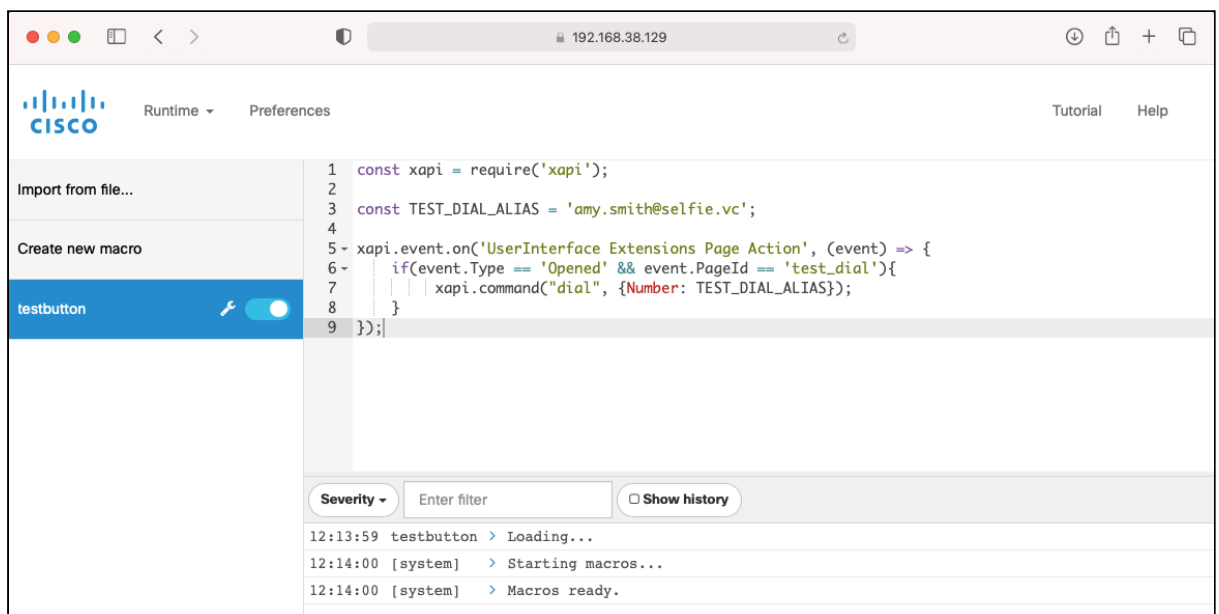 192.168.38.129
CISCO
Runtime
Preferences
Tutorial
Help
Import from file...
Create new macro
testbutton
1 const xapi = require('xapi');
2
3 const TEST_DIAL_ALIAS = 'amy.smith@selfie.vc';
4
5 xapi.event.on('UserInterface Extensions Page Action', (event) => {
6 if(event.Type == 'Opened' && event.PageId == 'test_dial'){
7 xapi.command("dial", {Number: TEST_DIAL_ALIAS});
8 }
9 });
Severity
Enter filter
Show history
12:13:59 testbutton > Loading...
12:14:00 [system] > Starting macros...
12:14:00 [system] > Macros ready.